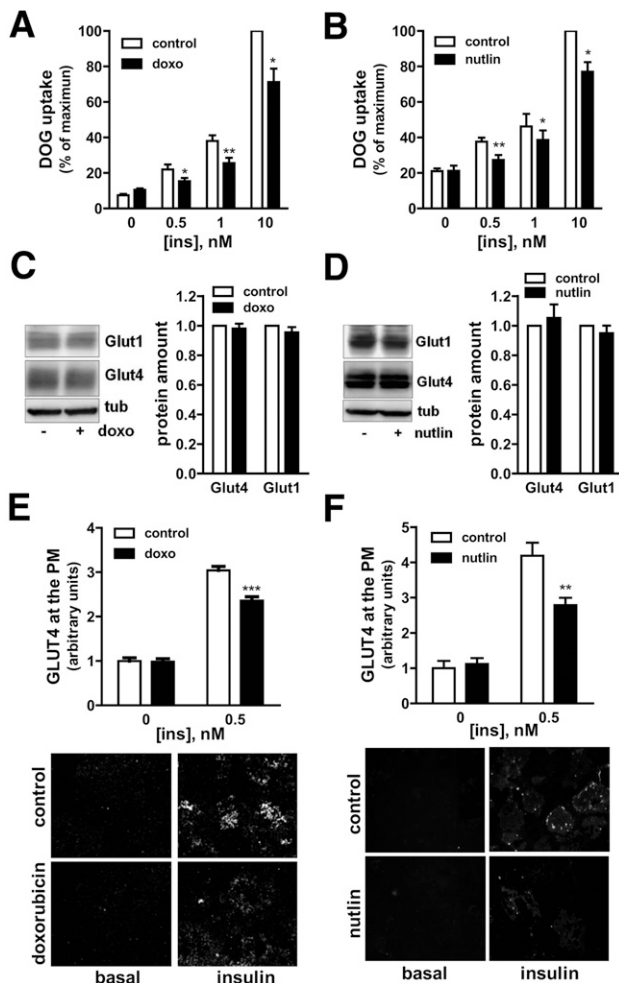 A
control
doxo
DOG uptake
(% of maximun)
100
80
60
40
20
0
0 0.5 1 10
[ins], nM
* ** *
B
control
nutlin
DOG uptake
(% of maximum)
100
80
60
40
20
0
0 0.5 1 10
[ins], nM
** * *
C
Glut1
Glut4
tub
- + doxo
control
doxo
protein amount
1.2
1.0
0.8
0.6
0.4
0.2
0.0
Glut4 Glut1
D
Glut1
Glut4
tub
- + nutlin
control
nutlin
protein amount
1.2
1.0
0.8
0.6
0.4
0.2
0.0
Glut4 Glut1
E
control
doxo
GLUT4 at the PM
(arbitrary units)
4
3
2
1
0
***
0 0.5
[ins], nM
control
doxorubicin
basal insulin
F
control
nutlin
GLUT4 at the PM
(arbitrary units)
5
4
3
2
1
0
**
0 0.5
[ins], nM
control
nutlin
basal insulin